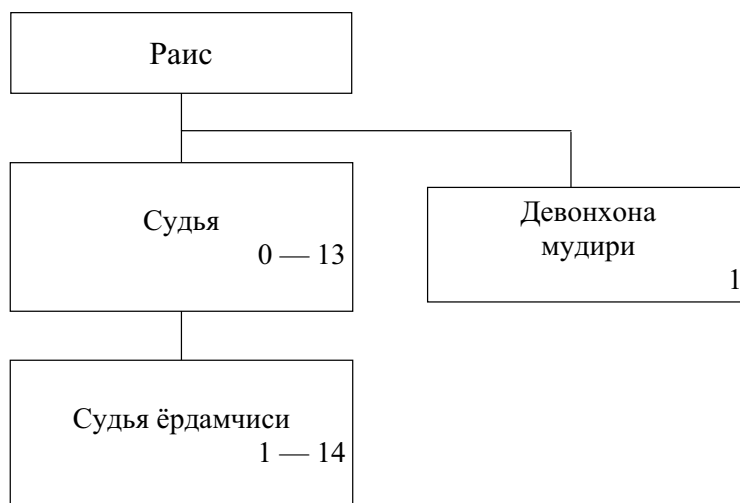 Раис
Судья
0 — 13
Девонхона
мудири
1
Судья ёрдамчиси
1 — 14